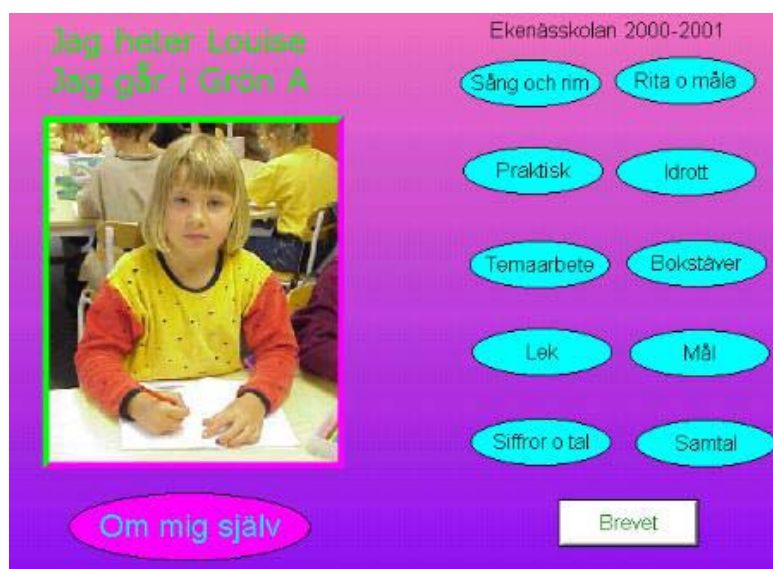 Jag heter Louise
Jag går i Grön A
Ekenässkolan 2000-2001
Sång och rim
Rita o måla
Praktisk
Idrott
Temaarbete
Bokstäver
Lek
Mål
Siffror o tal
Samtal
Om mig själv
Brevet